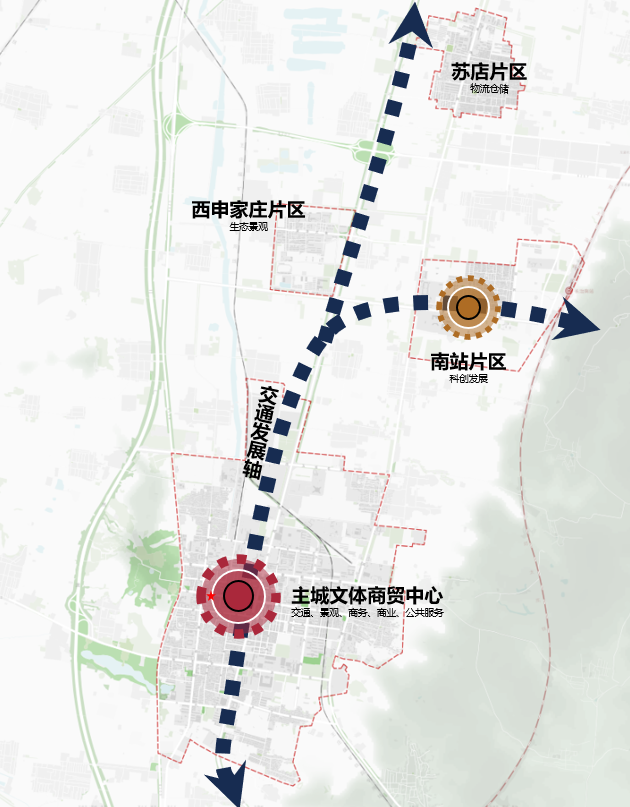 苏店片区
物流仓储
西申家庄片区
生态景观
南站片区
科创发展
交通发展轴
主城文体商贸中心
交通、景观、商务、商业、公共服务